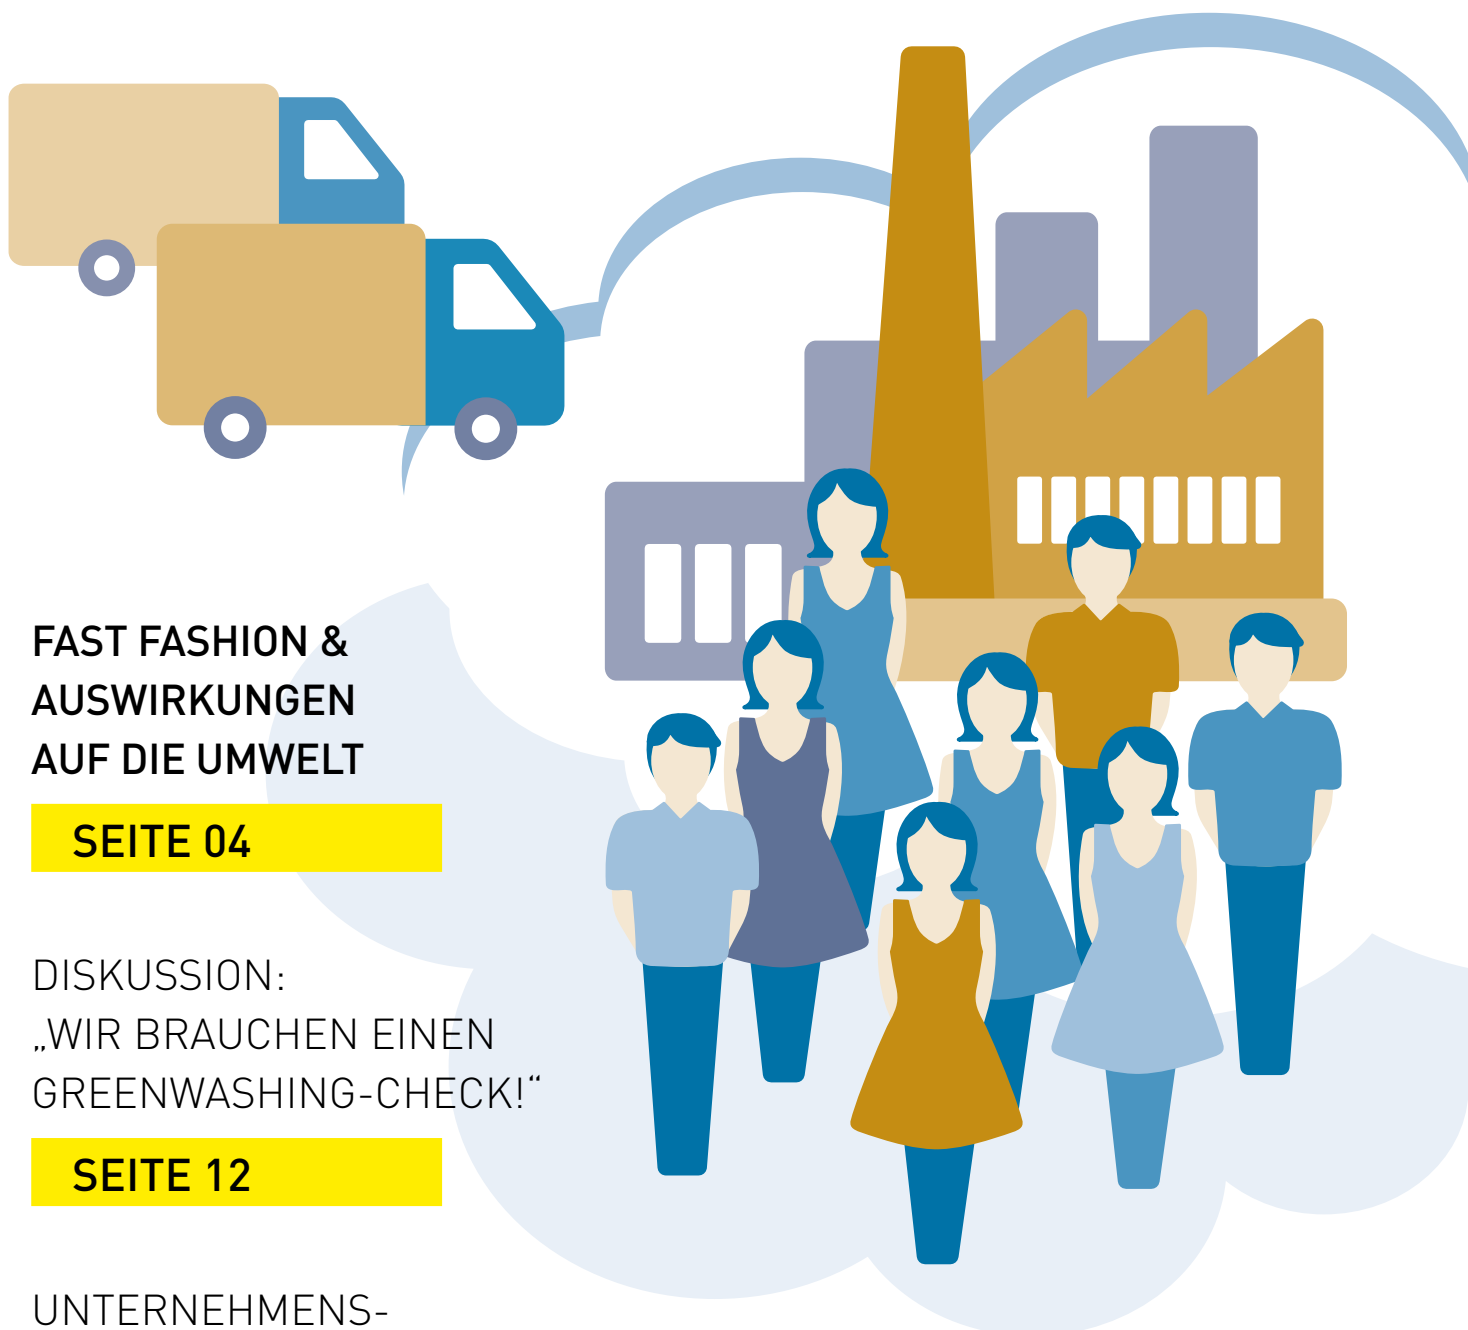 FAST FASHION &
AUSWIRKUNGEN
AUF DIE UMWELT
SEITE 04
DISKUSSION:
„WIR BRAUCHEN EINEN
GREENWASHING-CHECK!“
SEITE 12
UNTERNEHMENS-